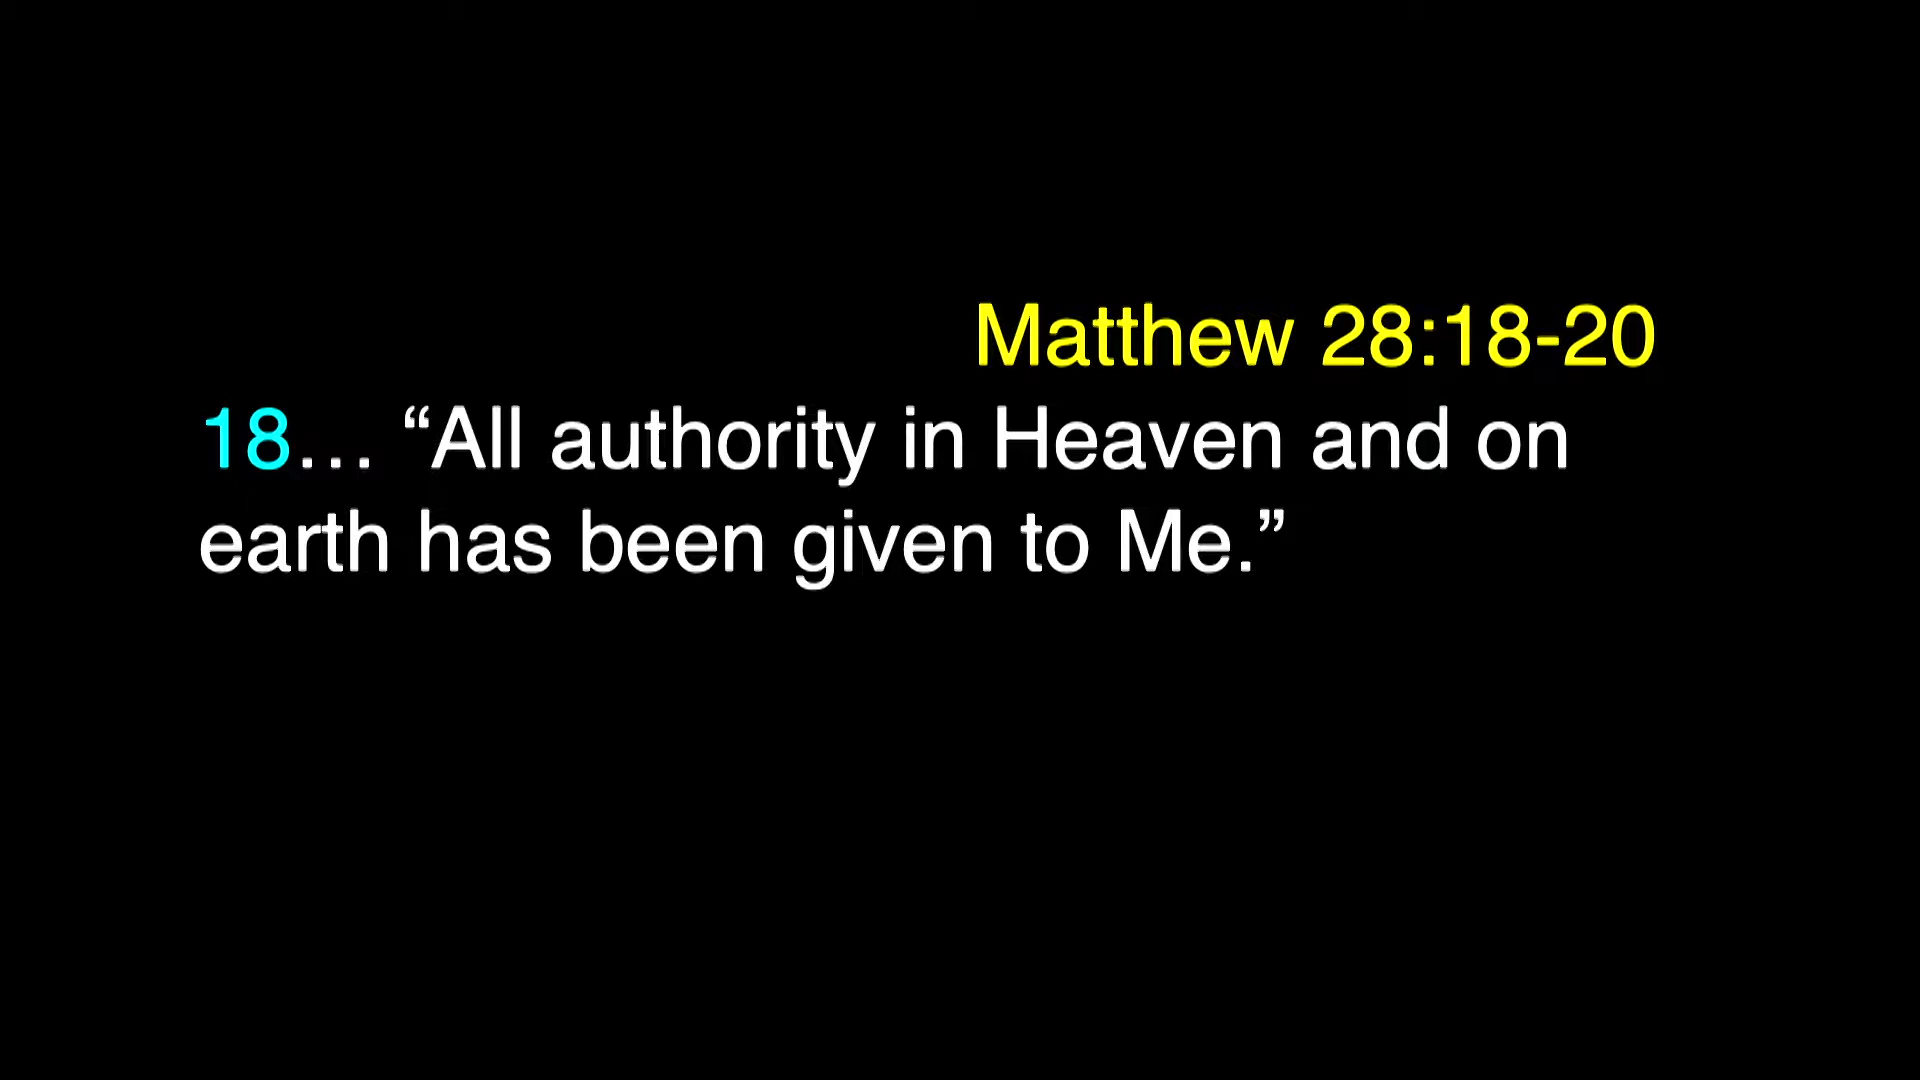 Matthew 28:18-20
18… “All authority in Heaven and on
earth has been given to Me.”